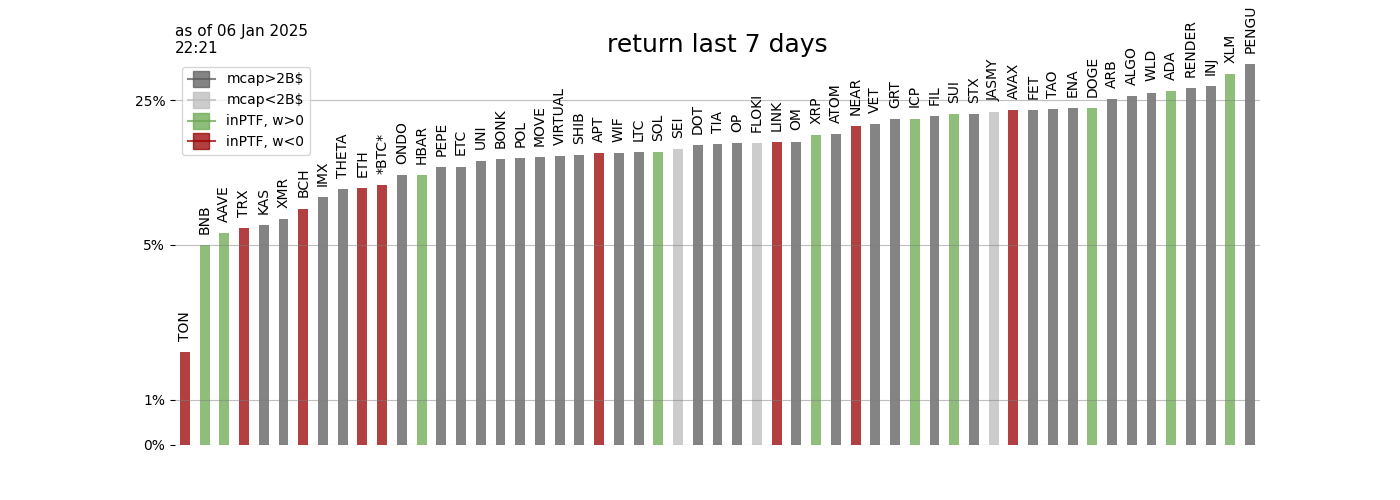 as of 06 Jan 2025
22:21
return last 7 days
mcap>2B$
mcap<2B$
inPTF, w>0
inPTF, w<0
25%
5%
1%
0%
TON
BNB
AAVE
TRX
KAS
XMR
BCH
IMX
THETA
ETH
*BTC*
ONDO
HBAR
PEPE
ETC
UNI
BONK
POL
MOVE
VIRTUAL
SHIB
APT
WIF
LTC
SOL
SEI
DOT
TIA
OP
FLOKI
LINK
OM
XRP
ATOM
NEAR
VET
GRT
ICP
FIL
SUI
STX
JASMY
AVAX
FET
TAO
ENA
DOGE
ARB
ALGO
WLD
ADA
RENDER
INJ
XLM
PENGU